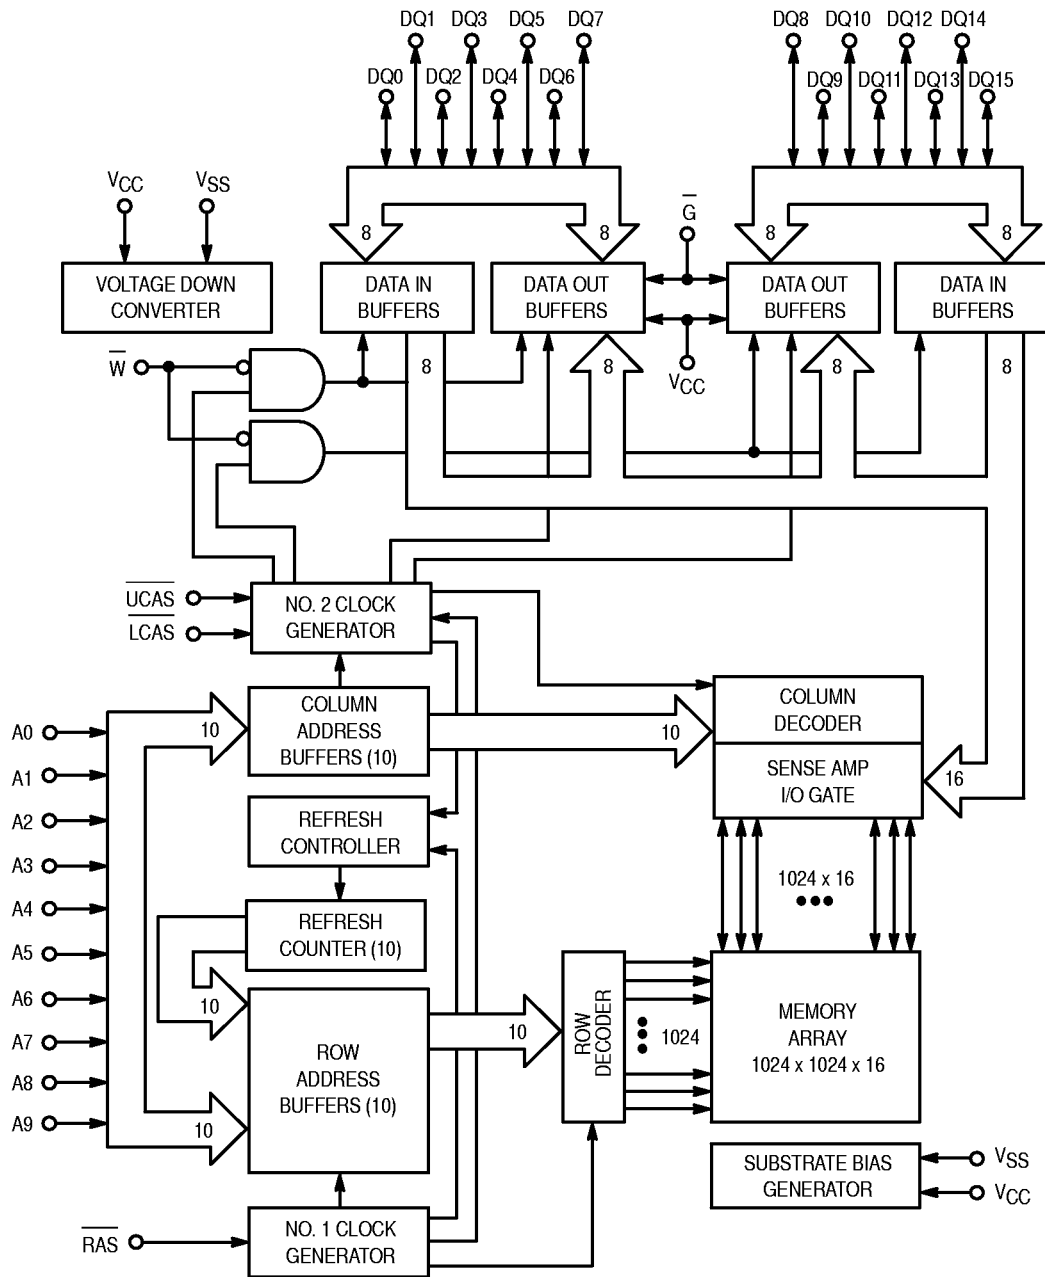 DQ1 DQ3 DQ5 DQ7 DQ8 DQ10 DQ12 DQ14
DQ0 DQ2 DQ4 DQ6 DQ9 DQ11 DQ13 DQ15
VCC VSS
G
8 8 8 8
VOLTAGE DOWN
CONVERTER
DATA IN
BUFFERS
DATA OUT
BUFFERS
DATA OUT
BUFFERS
DATA IN
BUFFERS
W
8 8 8 8
VCC
UCAS
LCAS
NO. 2 CLOCK
GENERATOR
A0
A1
A2
A3
A4
A5
A6
A7
A8
A9
10
COLUMN
ADDRESS
BUFFERS (10)
10
COLUMN
DECODER
SENSE AMP
I/O GATE
16
REFRESH
CONTROLLER
1024 x 16
REFRESH
COUNTER (10)
10
ROW
ADDRESS
BUFFERS (10)
10
10
ROW
DECODER
1024
MEMORY
ARRAY
1024 x 1024 x 16
SUBSTRATE BIAS
GENERATOR
VSS
VCC
RAS
NO. 1 CLOCK
GENERATOR